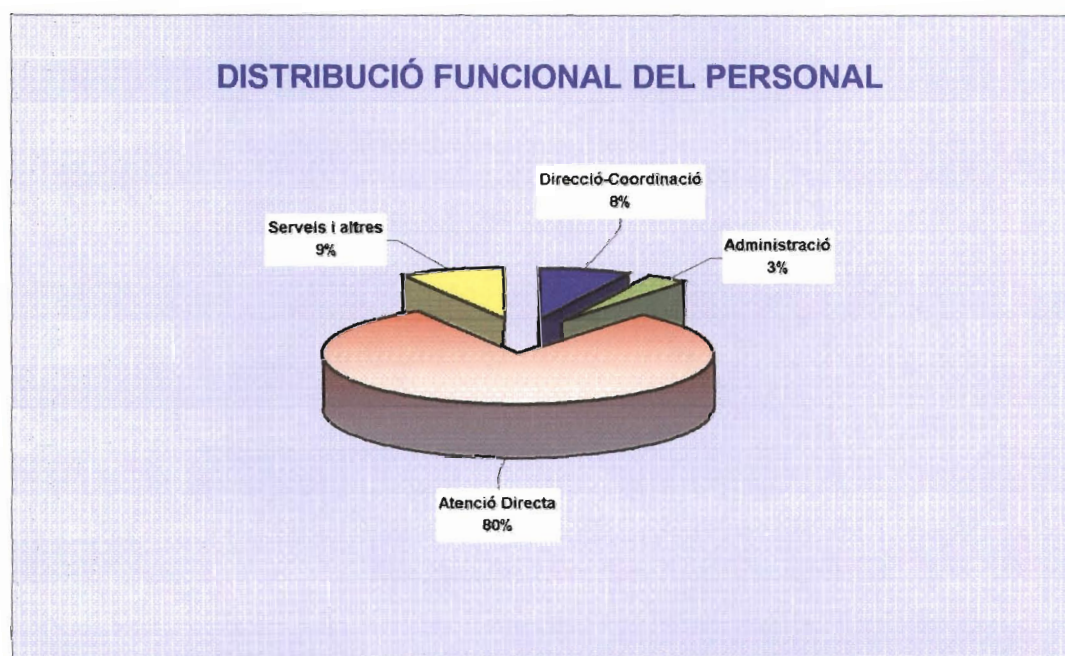 DISTRIBUCIÓ FUNCIONAL DEL PERSONAL
Direcció-Coordinació
8%
Serveis i altres
9%
Administració
3%
Atenció Directa
80%